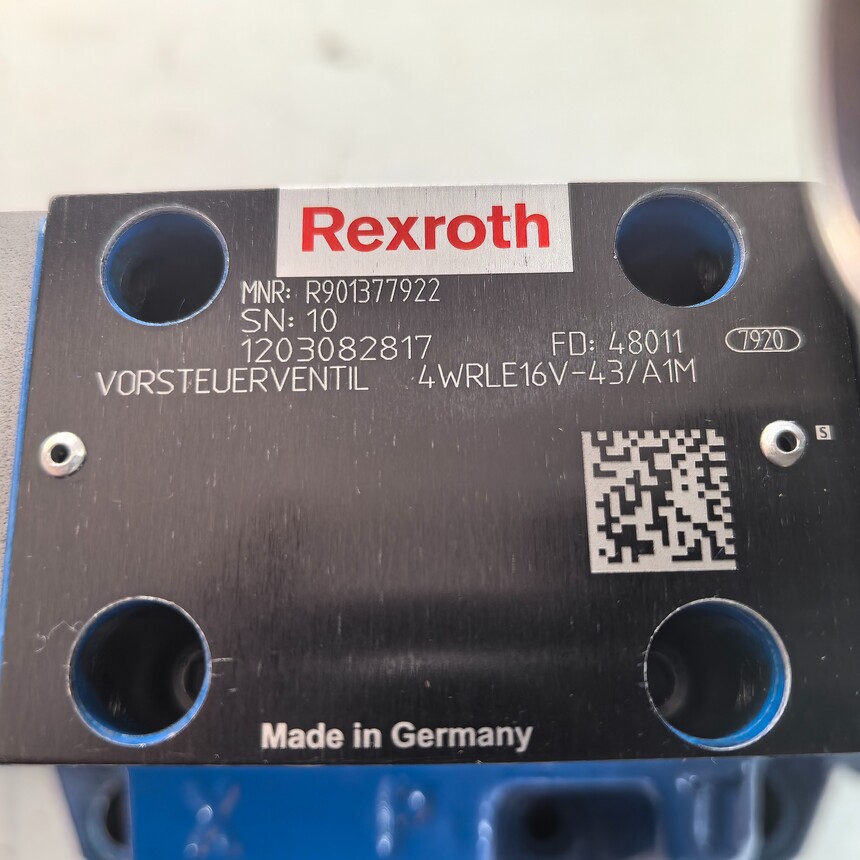 Rexroth
MNR: R901377922
SN: 10
1203082817 FD: 48011 7920
VORSTEUERVENTIL 4WRLE16V-43/A1M
S
Made in Germany
X P